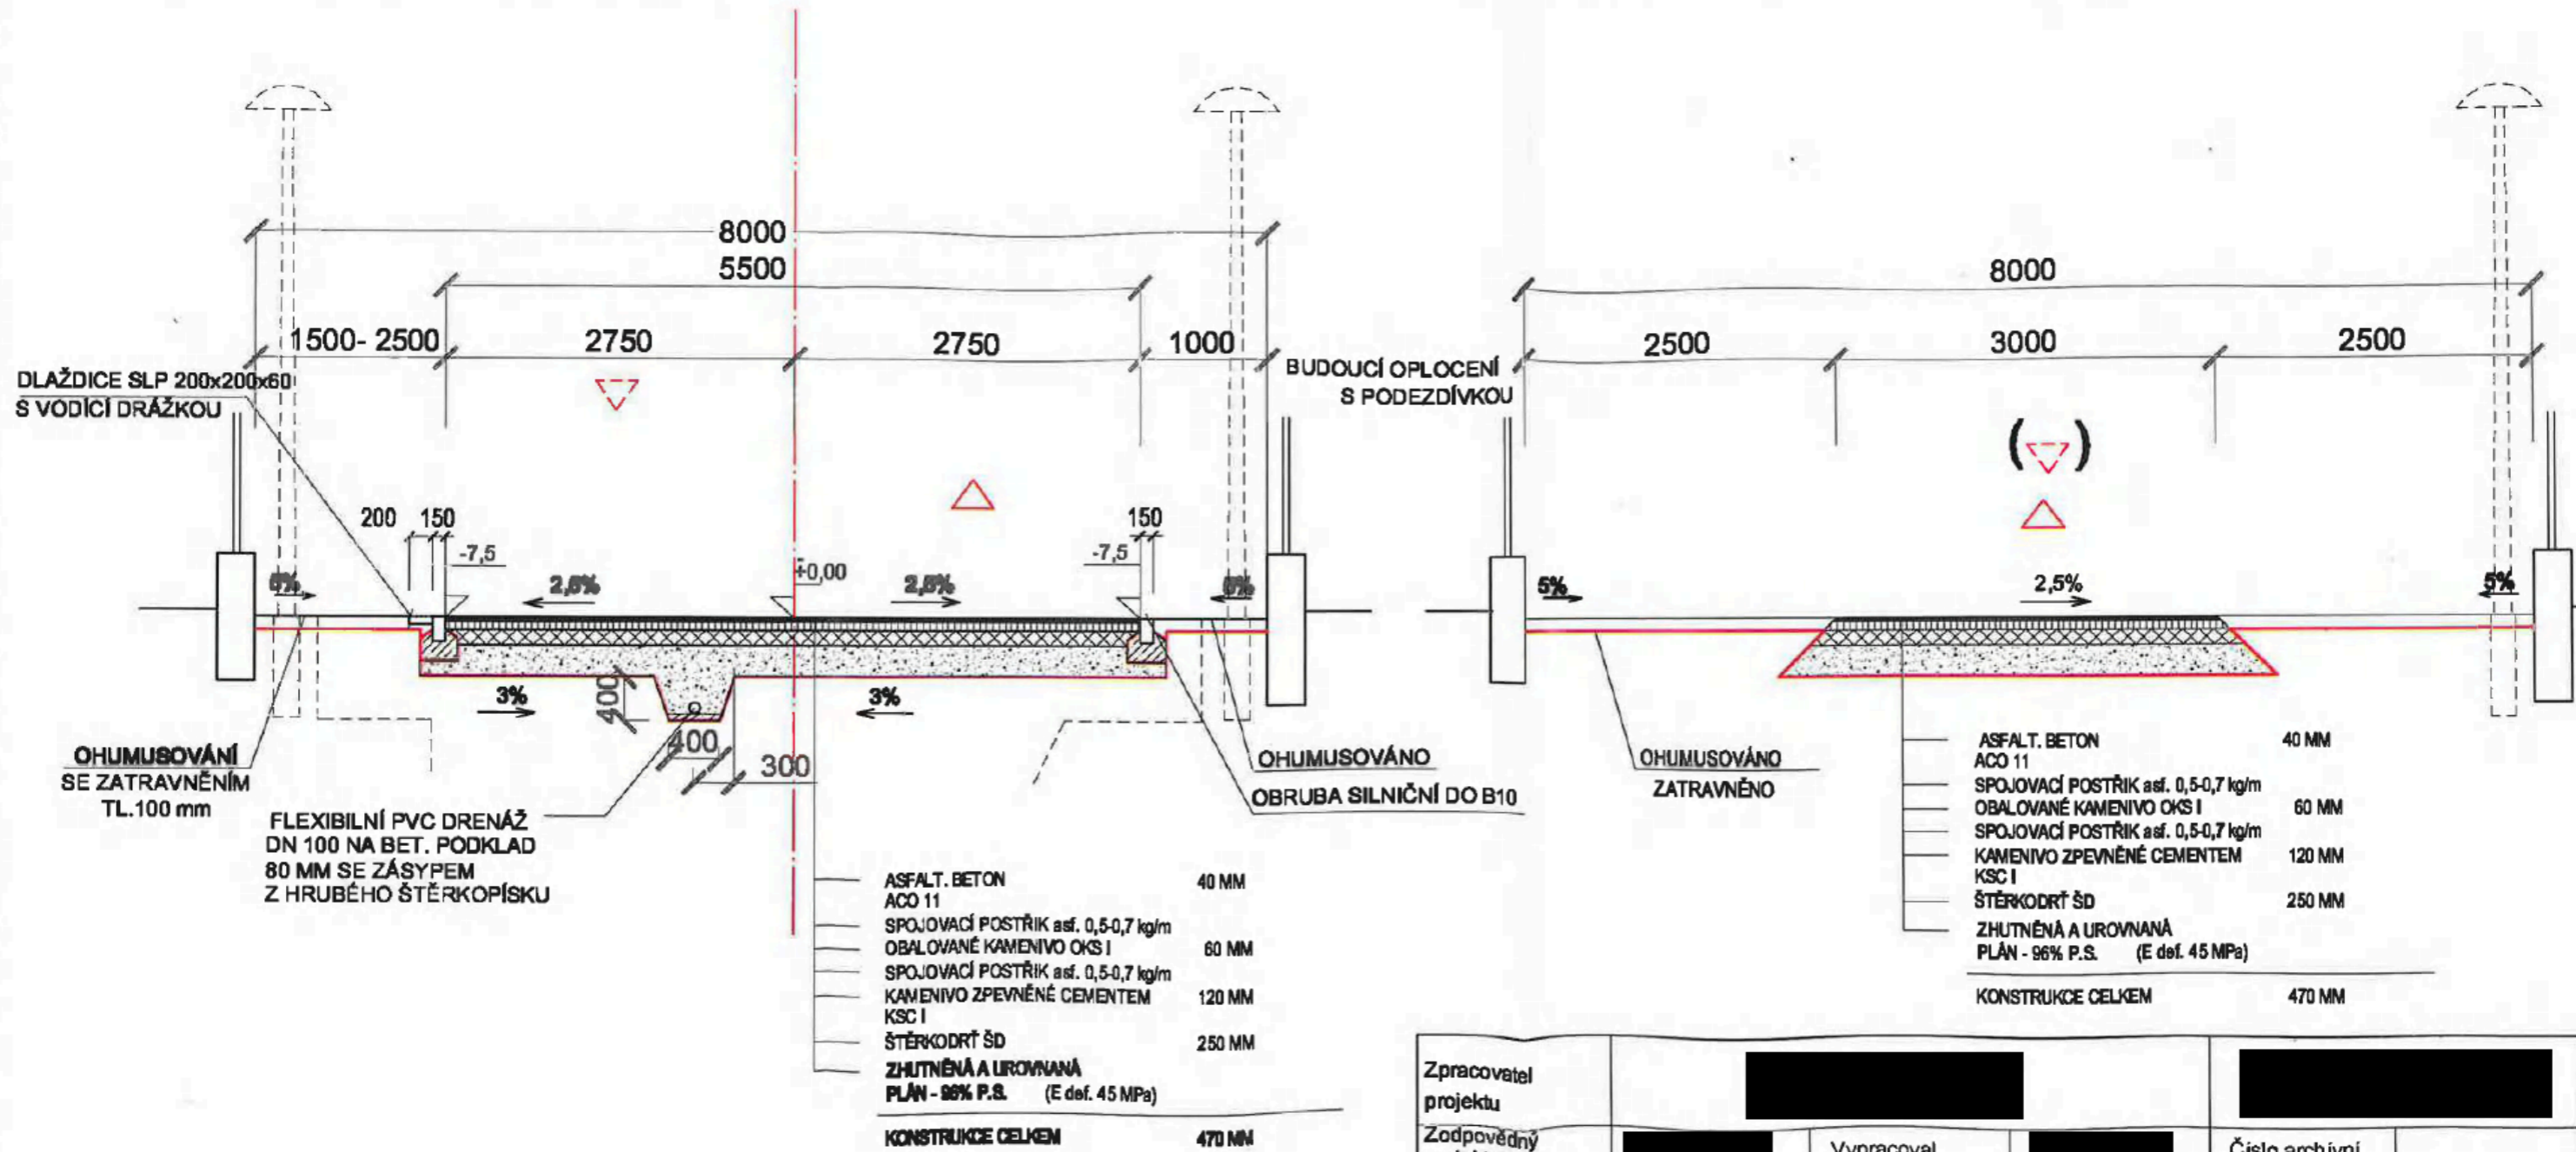 8000
5500
1500- 2500
2750
2750
1000
DLAŽDICE SLP 200x200x60
S VODÍCÍ DRÁŽKOU
200
150
-7,5
150
-7,5
±0,00
2,5%
2,5%
3%
3%
400
400
300
OHUMUSOVÁNÍ
SE ZATRAVNĚNÍM
TL.100 mm
FLEXIBILNÍ PVC DRENÁŽ
DN 100 NA BET. PODKLAD
80 MM SE ZÁSYPEM
Z HRUBÉHO ŠTĚRKOPÍSKU
OHUMUSOVÁNO
OBRUBA SILNIČNÍ DO B10
ASFALT. BETON 40 MM
ACO 11
SPOJOVACÍ POSTŘIK asf. 0,5-0,7 kg/m
OBALOVANÉ KAMENIVO OKS I 60 MM
SPOJOVACÍ POSTŘIK asf. 0,5-0,7 kg/m
KAMENIVO ZPEVNĚNÉ CEMENTEM 120 MM
KSC I
ŠTĚRKODRŤ ŠD 250 MM
ZHUTNĚNÁ A UROVNANÁ
PLÁŇ - 96% P.S. (E def. 45 MPa)
KONSTRUKCE CELKEM 470 MM
BUDOUCÍ OPLOCENÍ
S PODEZDÍVKOU
8000
2500
3000
2500
( )
5%
2,5%
5%
OHUMUSOVÁNO
ZATRAVNĚNO
ASFALT. BETON 40 MM
ACO 11
SPOJOVACÍ POSTŘIK asf. 0,5-0,7 kg/m
OBALOVANÉ KAMENIVO OKS I 60 MM
SPOJOVACÍ POSTŘIK asf. 0,5-0,7 kg/m
KAMENIVO ZPEVNĚNÉ CEMENTEM 120 MM
KSC I
ŠTĚRKODRŤ ŠD 250 MM
ZHUTNĚNÁ A UROVNANÁ
PLÁŇ - 96% P.S. (E def. 45 MPa)
KONSTRUKCE CELKEM 470 MM
Zpracovatel
projektu
Zodpovědný
Vypracoval
Číslo archívní